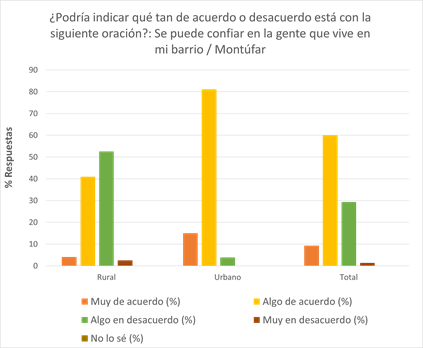 ¿Podría indicar qué tan de acuerdo o desacuerdo está con la
siguiente oración?: Se puede confiar en la gente que vive en
mi barrio / Montúfar
% Respuestas
90
80
70
60
50
40
30
20
10
0
Rural Urbano Total
Muy de acuerdo (%) Algo de acuerdo (%)
Algo en desacuerdo (%) Muy en desacuerdo (%)
No lo sé (%)